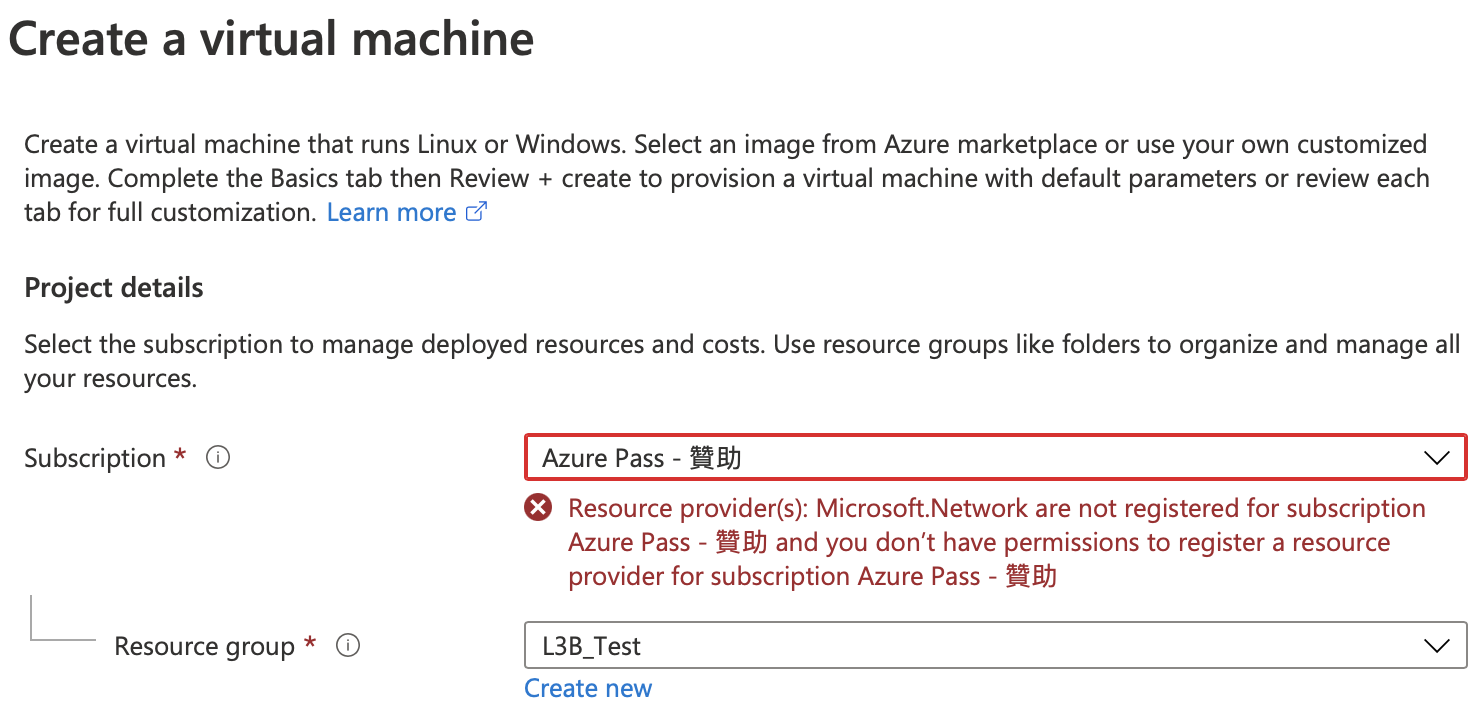 Create a virtual machine
Create a virtual machine that runs Linux or Windows. Select an image from Azure marketplace or use your own customized
image. Complete the Basics tab then Review + create to provision a virtual machine with default parameters or review each
tab for full customization. Learn more
Project details
Select the subscription to manage deployed resources and costs. Use resource groups like folders to organize and manage all
your resources.
Subscription *
Azure Pass - 贊助
Resource provider(s): Microsoft.Network are not registered for subscription
Azure Pass - 贊助 and you don’t have permissions to register a resource
provider for subscription Azure Pass - 贊助
Resource group *
L3B_Test
Create new